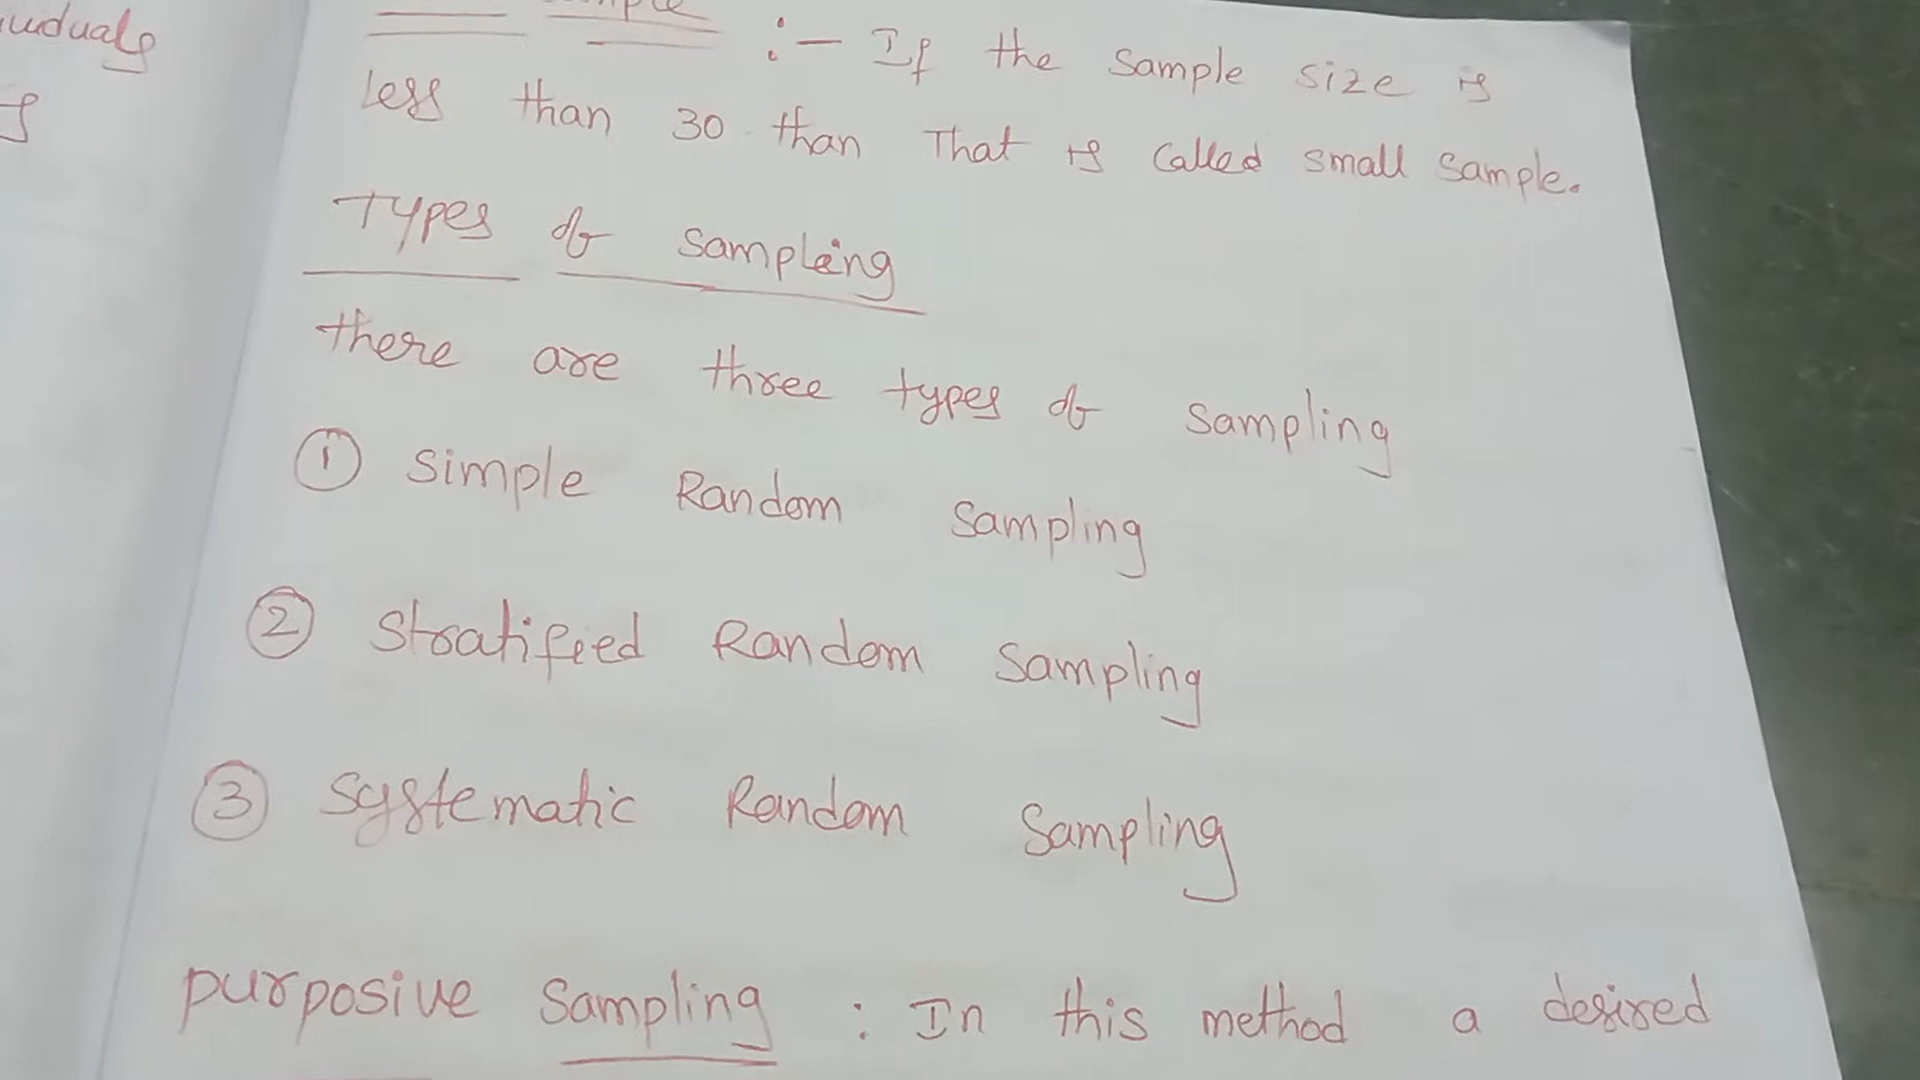 :- If the sample size is
less than 30 than That is called small sample.
Types of sampling
there are three types of sampling
① Simple Random Sampling
② Stratified Random Sampling
③ Systematic Random Sampling
purposive Sampling : In this method a desired